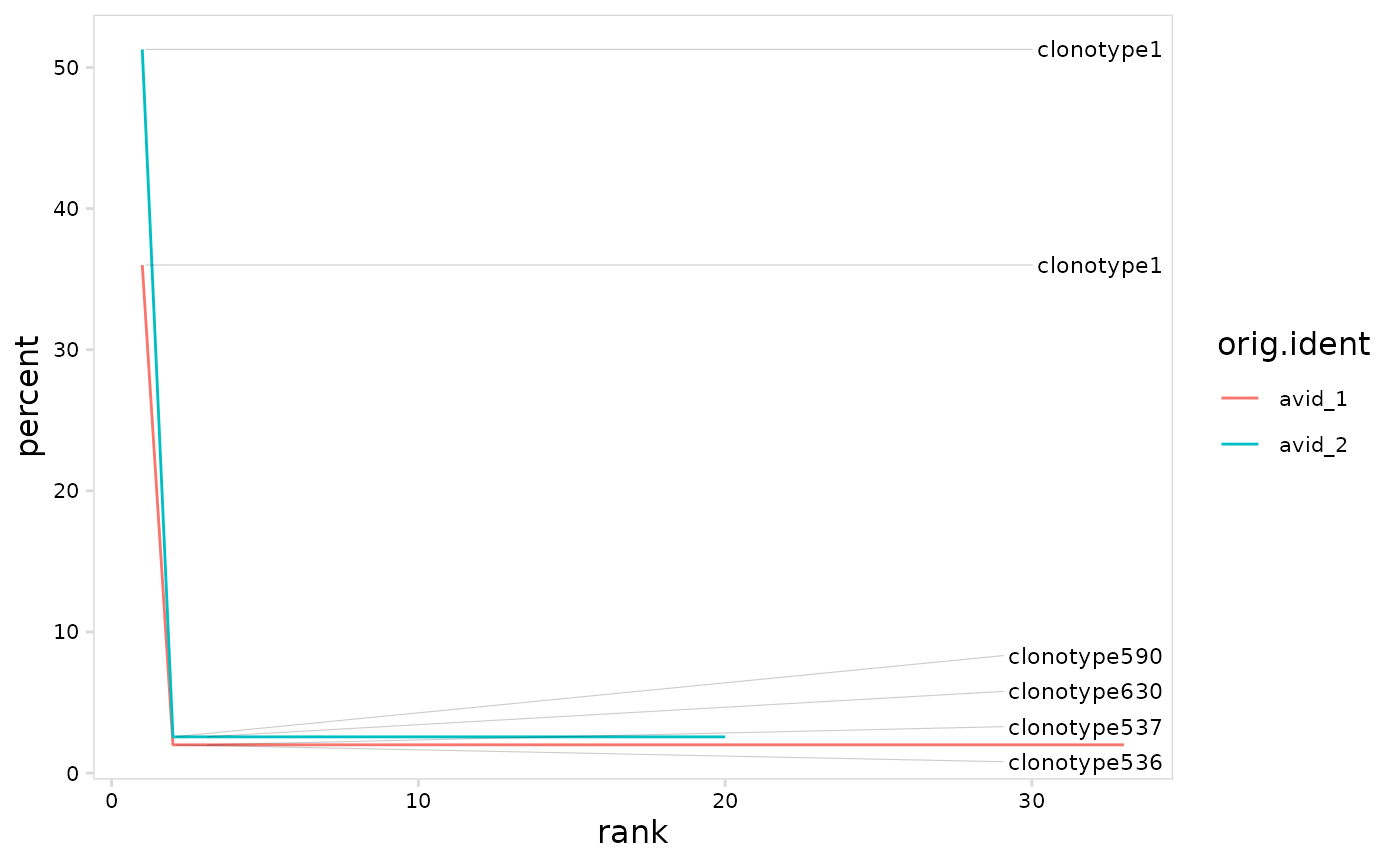 50
40
30
20
10
0
percent
clonotype1
clonotype1
clonotype590
clonotype630
clonotype537
clonotype536
0
10
20
30
rank
orig.ident
avid_1
avid_2